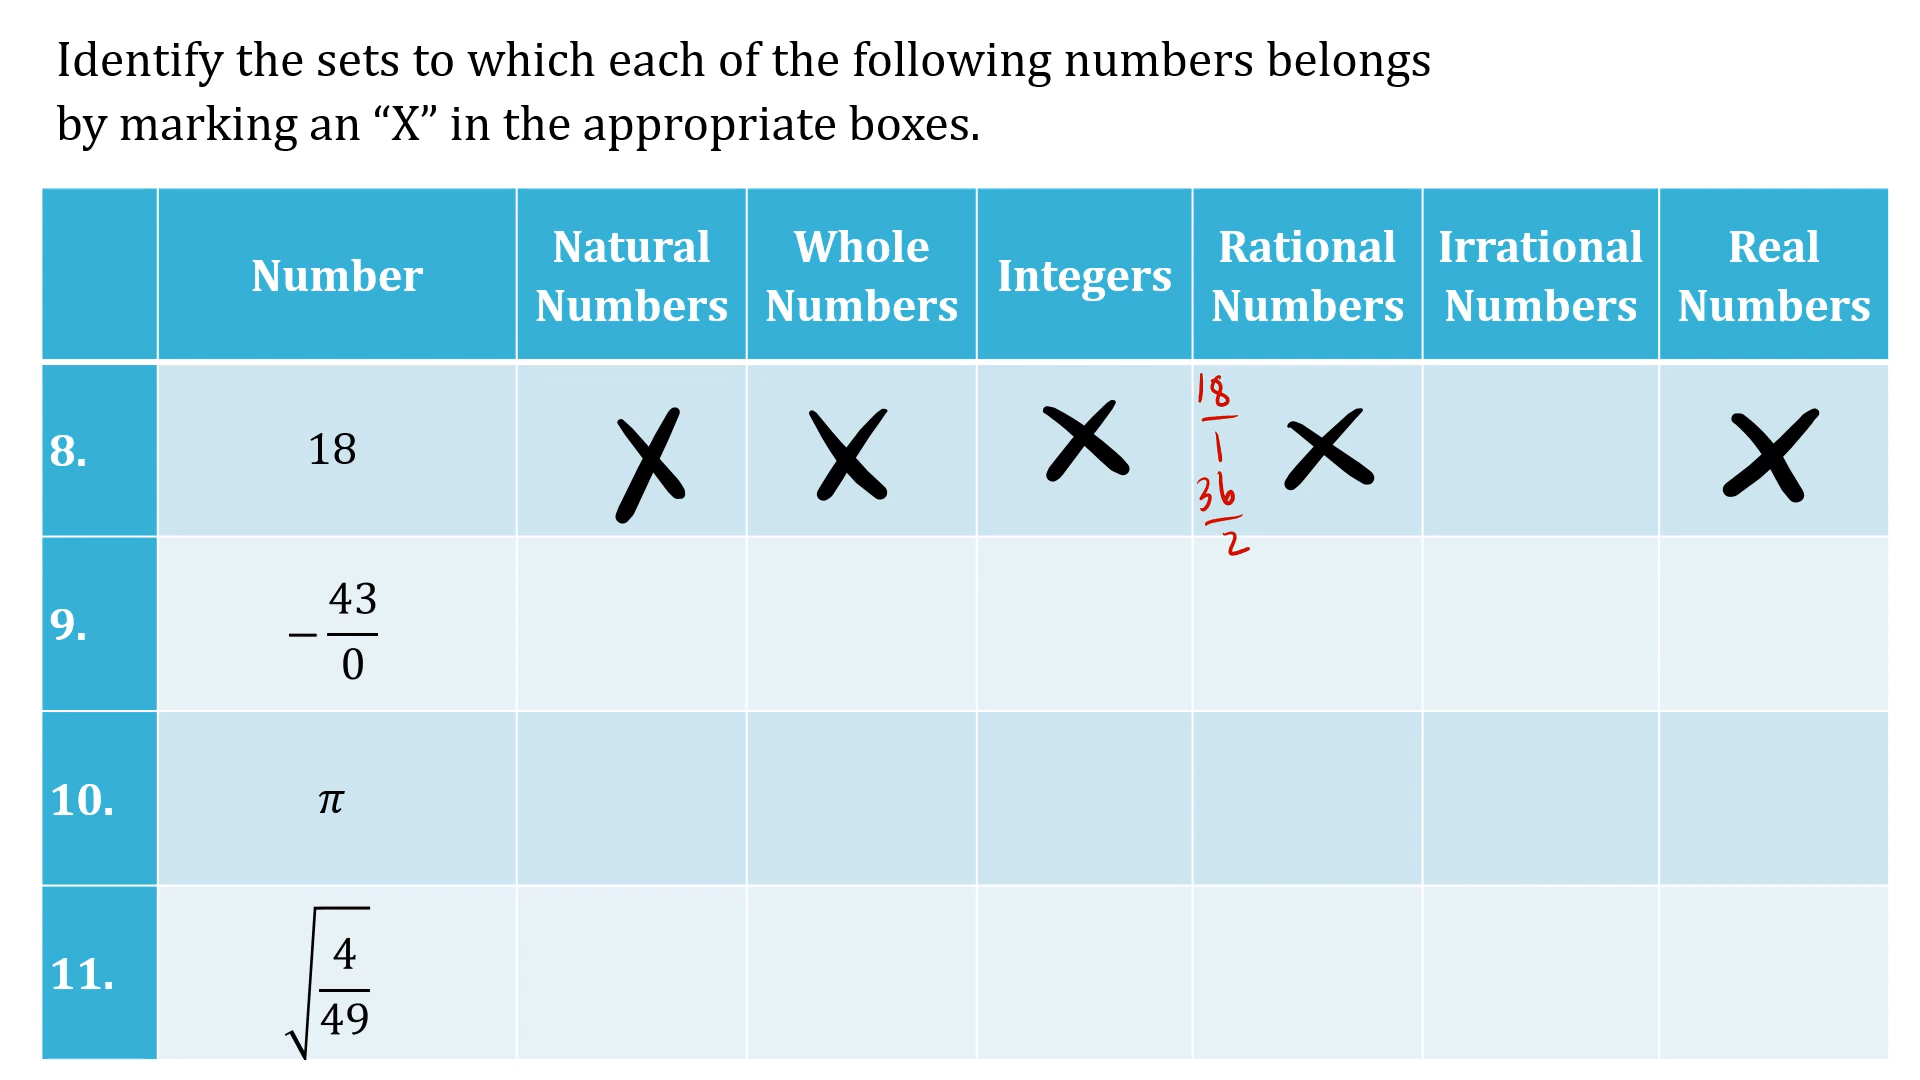 Identify the sets to which each of the following numbers belongs
by marking an “X” in the appropriate boxes.
Number
Natural
Numbers
Whole
Numbers
Integers
Rational
Numbers
Irrational
Numbers
Real
Numbers
8.
18
X
X
X
18
1
36
2
X
X
9.
− 43
0
10.
π
11.
√ 4
49